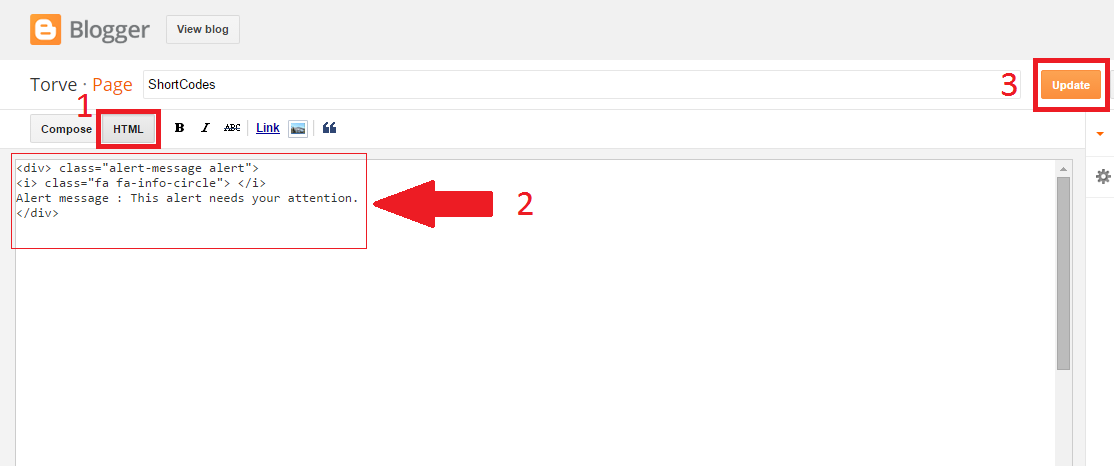 Blogger View blog
Torve · Page ShortCodes 3 Update
1
Compose HTML B I ABC Link
<div> class="alert-message alert">
<i> class="fa fa-info-circle"> </i>
Alert message : This alert needs your attention.
</div>
2